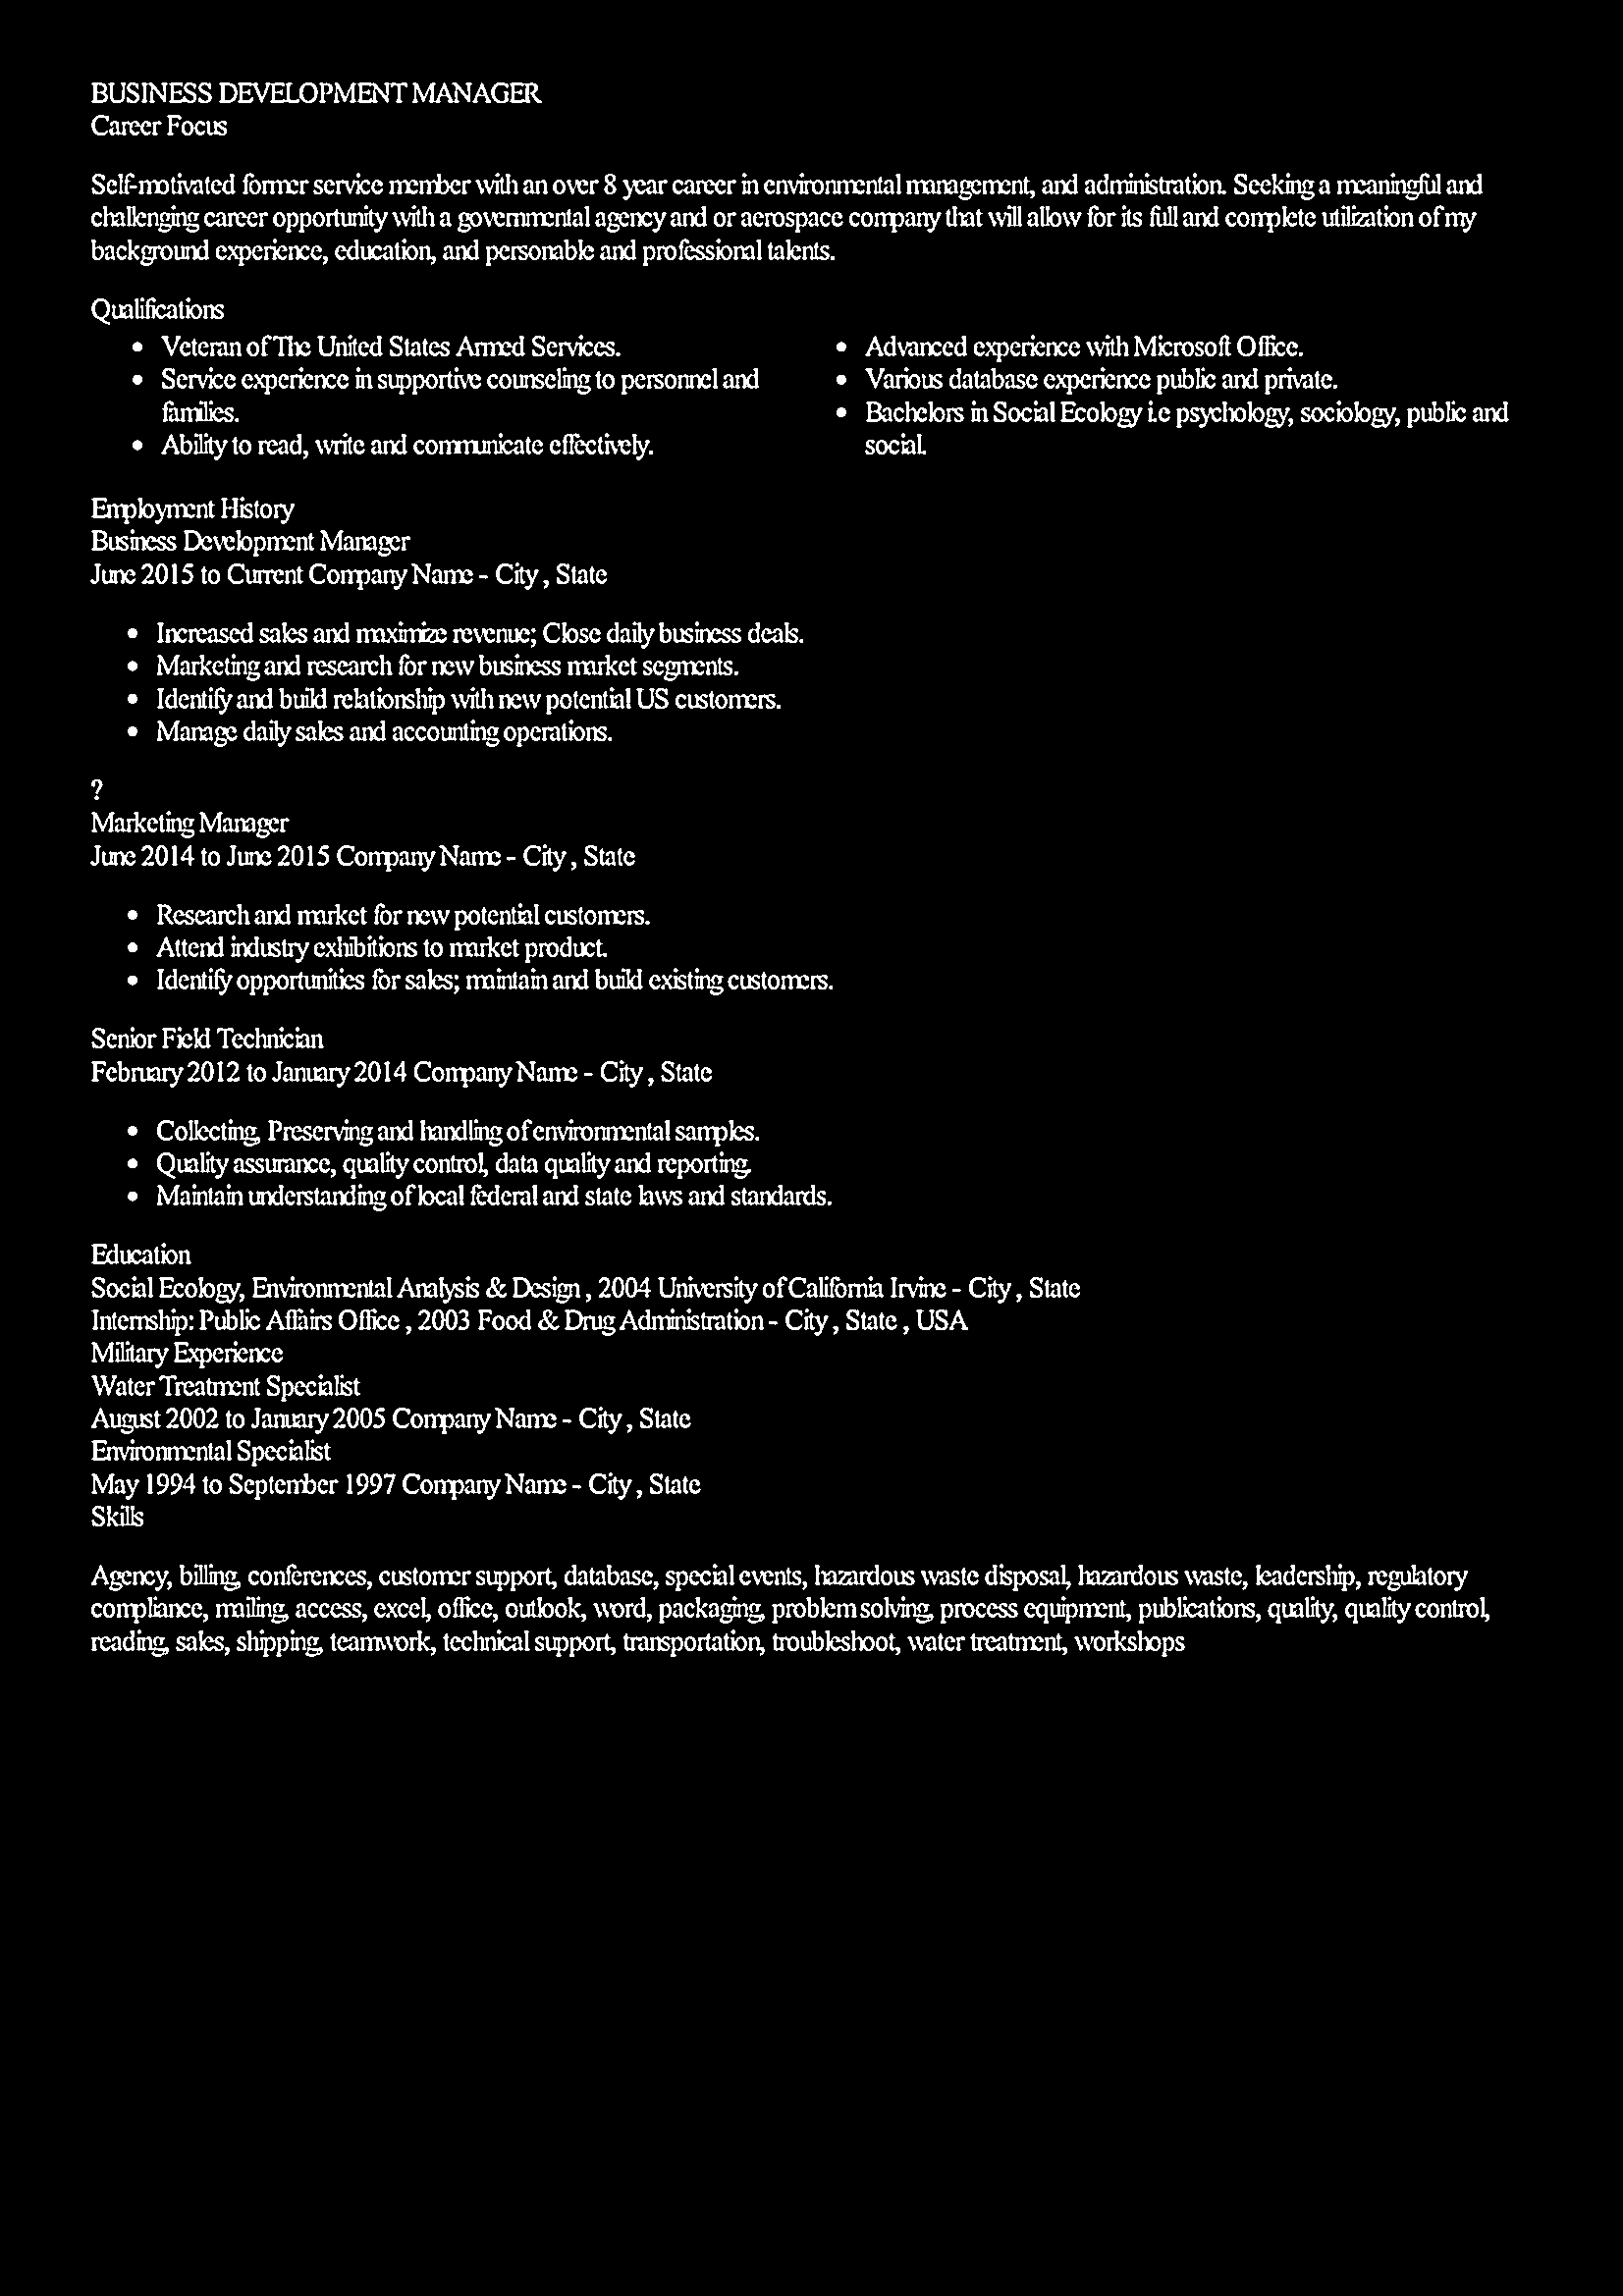 BUSINESS DEVELOPMENT MANAGER
Career Focus
Self-motivated former service member with an over 8 year career in environmental management, and administration. Seeking a meaningful and
challenging career opportunity with a governmental agency and or aerospace company that will allow for its full and complete utilization of my
background experience, education, and personable and professional talents.
Qualifications
• Veteran of The United States Armed Services.
• Service experience in supportive counseling to personnel and
families.
• Ability to read, write and communicate effectively.
• Advanced experience with Microsoft Office.
• Various database experience public and private.
• Bachelors in Social Ecology i.e psychology, sociology, public and
social.
Employment History
Business Development Manager
June 2015 to Current Company Name - City , State
• Increased sales and maximize revenue; Close daily business deals.
• Marketing and research for new business market segments.
• Identify and build relationship with new potential US customers.
• Manage daily sales and accounting operations.
?
Marketing Manager
June 2014 to June 2015 Company Name - City , State
• Research and market for new potential customers.
• Attend industry exhibitions to market product.
• Identify opportunities for sales; maintain and build existing customers.
Senior Field Technician
February 2012 to January 2014 Company Name - City , State
• Collecting, Preserving and handling of environmental samples.
• Quality assurance, quality control, data quality and reporting.
• Maintain understanding of local federal and state laws and standards.
Education
Social Ecology, Environmental Analysis & Design , 2004 University of California Irvine - City , State
Internship: Public Affairs Office , 2003 Food & Drug Administration - City , State , USA
Military Experience
Water Treatment Specialist
August 2002 to January 2005 Company Name - City , State
Environmental Specialist
May 1994 to September 1997 Company Name - City , State
Skills
Agency, billing, conferences, customer support, database, special events, hazardous waste disposal, hazardous waste, leadership, regulatory
compliance, mailing, access, excel, office, outlook, word, packaging, problem solving, process equipment, publications, quality, quality control,
reading, sales, shipping, teamwork, technical support, transportation, troubleshoot, water treatment, workshops